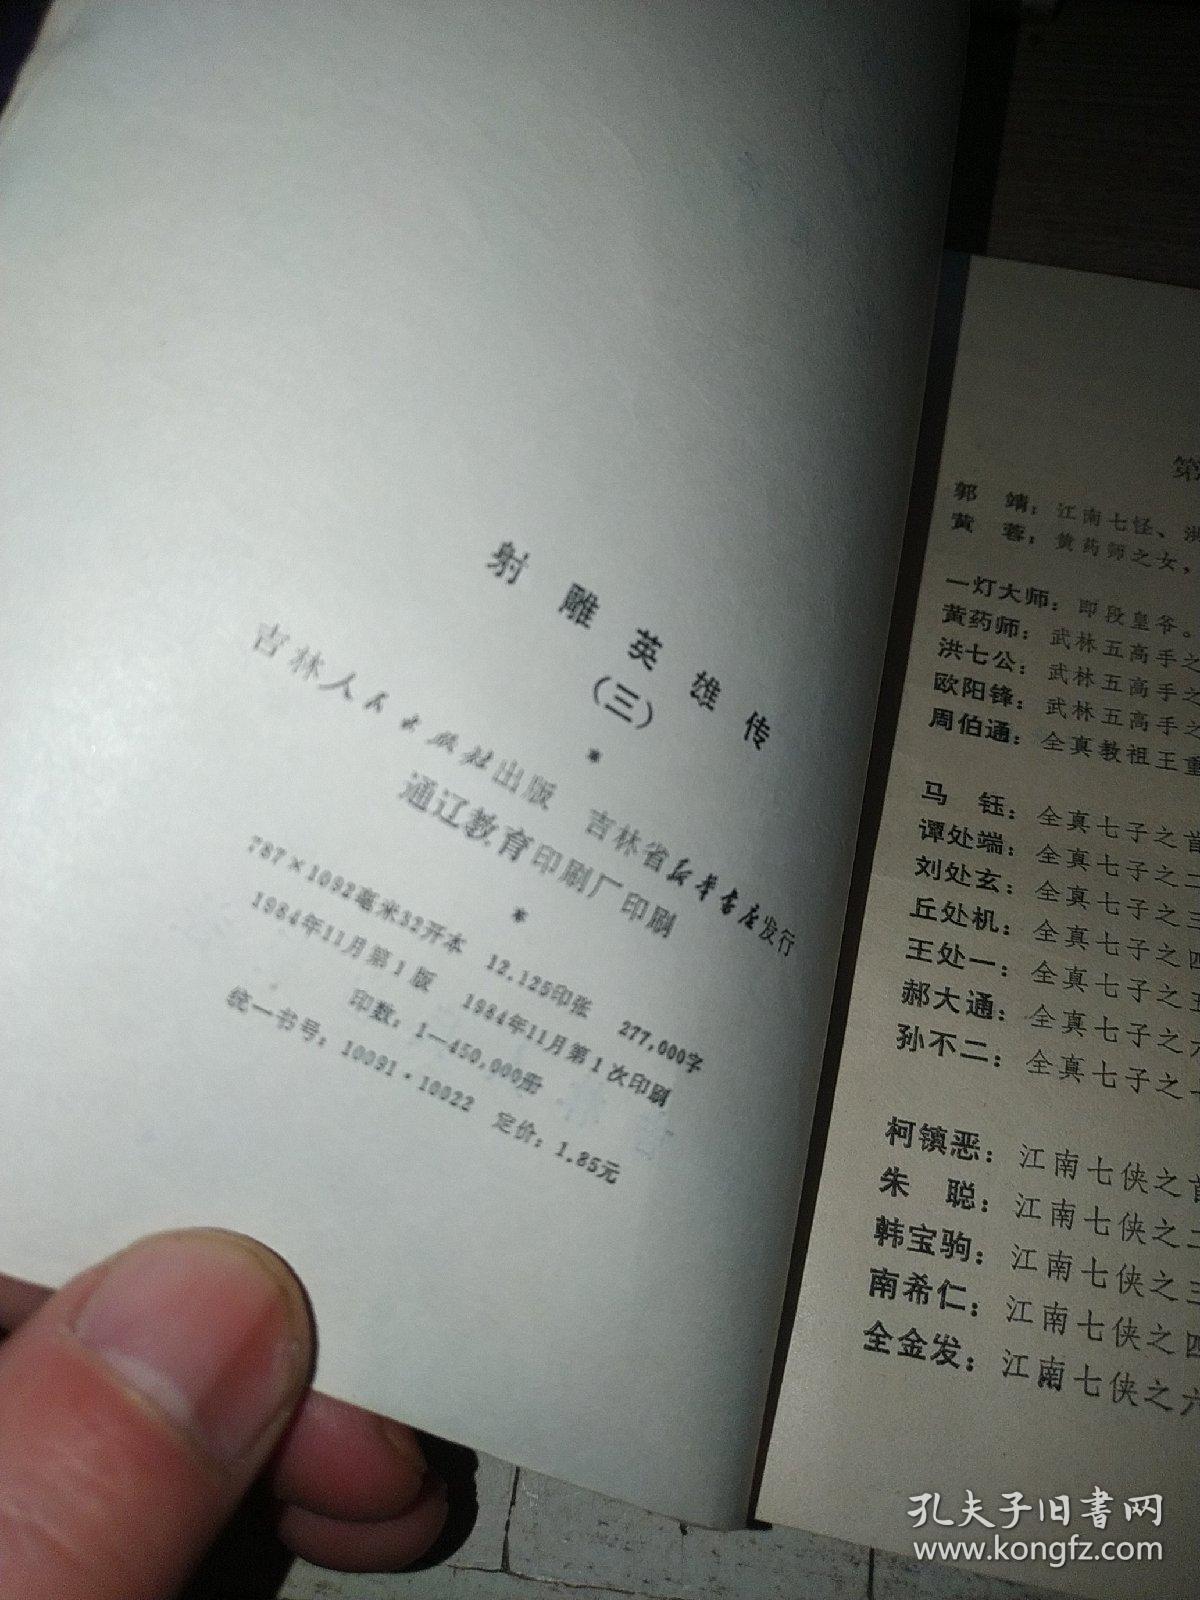 射雕英雄传
（三）
*
吉林人民出版社出版 吉林省新华书店发行
通辽教育印刷厂印刷
*
787×1092毫米32开本 12.125印张 277,000字
1984年11月第1版 1984年11月第1次印刷
印数：1—450,000册
统一书号：10091·10022 定价：1.85元
第
郭 靖：江南七怪、洪
黄 蓉：黄药师之女，
一灯大师：即段皇爷。
黄药师：武林五高手之
洪七公：武林五高手之
欧阳锋：武林五高手之
周伯通：全真教祖王重
马 钰：全真七子之首
谭处端：全真七子之二
刘处玄：全真七子之三
丘处机：全真七子之四
王处一：全真七子之五
郝大通：全真七子之六
孙不二：全真七子之七
柯镇恶：江南七侠之首
朱 聪：江南七侠之二
韩宝驹：江南七侠之三
南希仁：江南七侠之四
全金发：江南七侠之六
孔夫子旧书网
www.kongfz.com